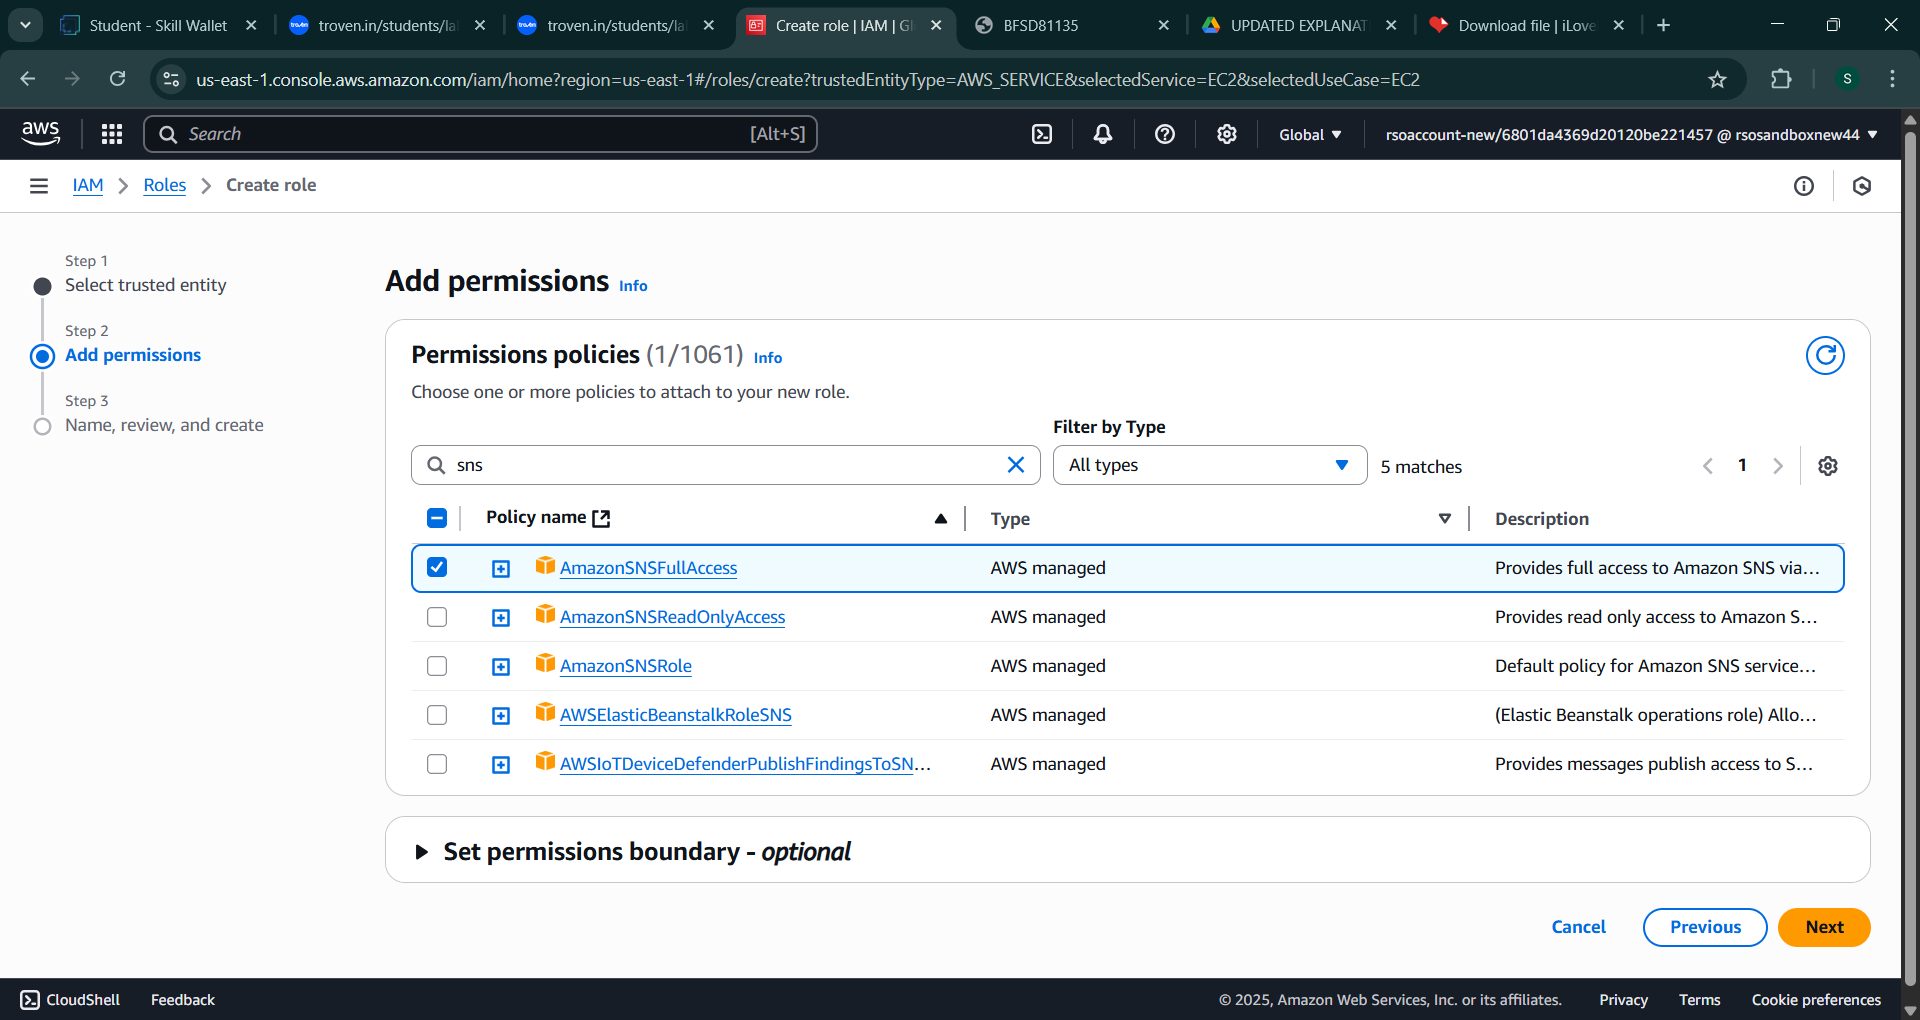 Student - Skill Wallet
troven.in/students/la
troven.in/students/la
Create role | IAM | Gl
BFSD81135
UPDATED EXPLANAT
Download file | iLove
us-east-1.console.aws.amazon.com/iam/home?region=us-east-1#/roles/create?trustedEntityType=AWS_SERVICE&selectedService=EC2&selectedUseCase=EC2
S
aws
Search
[Alt+S]
Global
rsoaccount-new/6801da4369d20120be221457 @ rsosandboxnew44
IAM
Roles
Create role
Step 1
Select trusted entity
Step 2
Add permissions
Step 3
Name, review, and create
Add permissions Info
Permissions policies (1/1061) Info
Choose one or more policies to attach to your new role.
Filter by Type
sns
All types
5 matches
1
Policy name
Type
Description
AmazonSNSFullAccess AWS managed Provides full access to Amazon SNS via...
AmazonSNSReadOnlyAccess AWS managed Provides read only access to Amazon S...
AmazonSNSRole AWS managed Default policy for Amazon SNS service...
AWSElasticBeanstalkRoleSNS AWS managed (Elastic Beanstalk operations role) Allo...
AWSIoTDeviceDefenderPublishFindingsToSN... AWS managed Provides messages publish access to S...
Set permissions boundary - optional
Cancel
Previous
Next
CloudShell
Feedback
© 2025, Amazon Web Services, Inc. or its affiliates.
Privacy
Terms
Cookie preferences